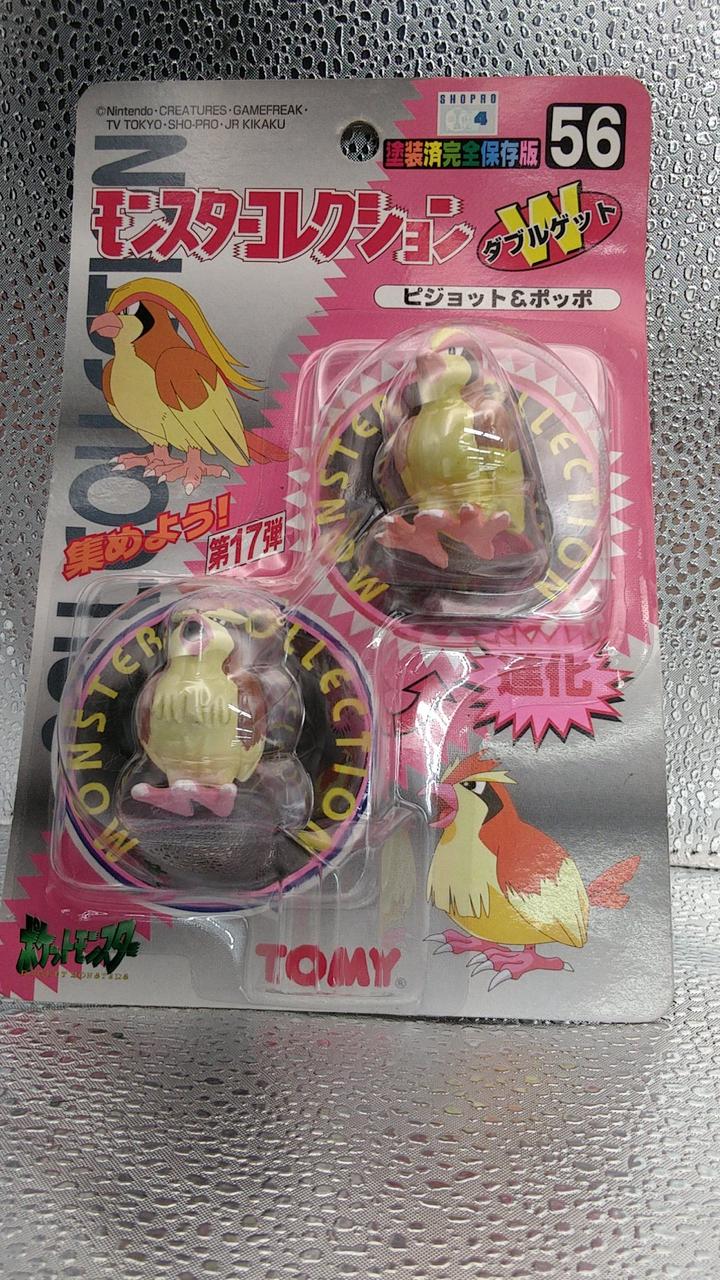 ©Nintendo・CREATURES・GAMEFREAK・
TV TOKYO・SHO-PRO・JR KIKAKU
SHOPRO
4
塗装済完全保存版
56
モンスターコレクション
W
ダブルゲット
ピジョット&ポッポ
MONSTER COLLECTION
集めよう!
第17弾
MONSTER COLLECTION
進化
ポケットモンスター
POCKET MONSTERS
TOMY®